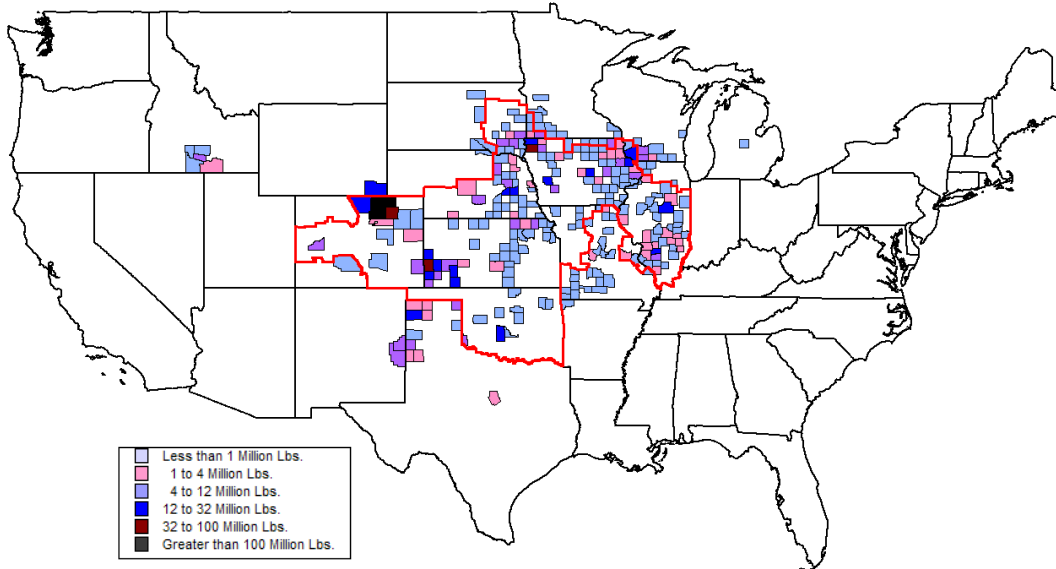 Less than 1 Million Lbs.
1 to 4 Million Lbs.
4 to 12 Million Lbs.
12 to 32 Million Lbs.
32 to 100 Million Lbs.
Greater than 100 Million Lbs.